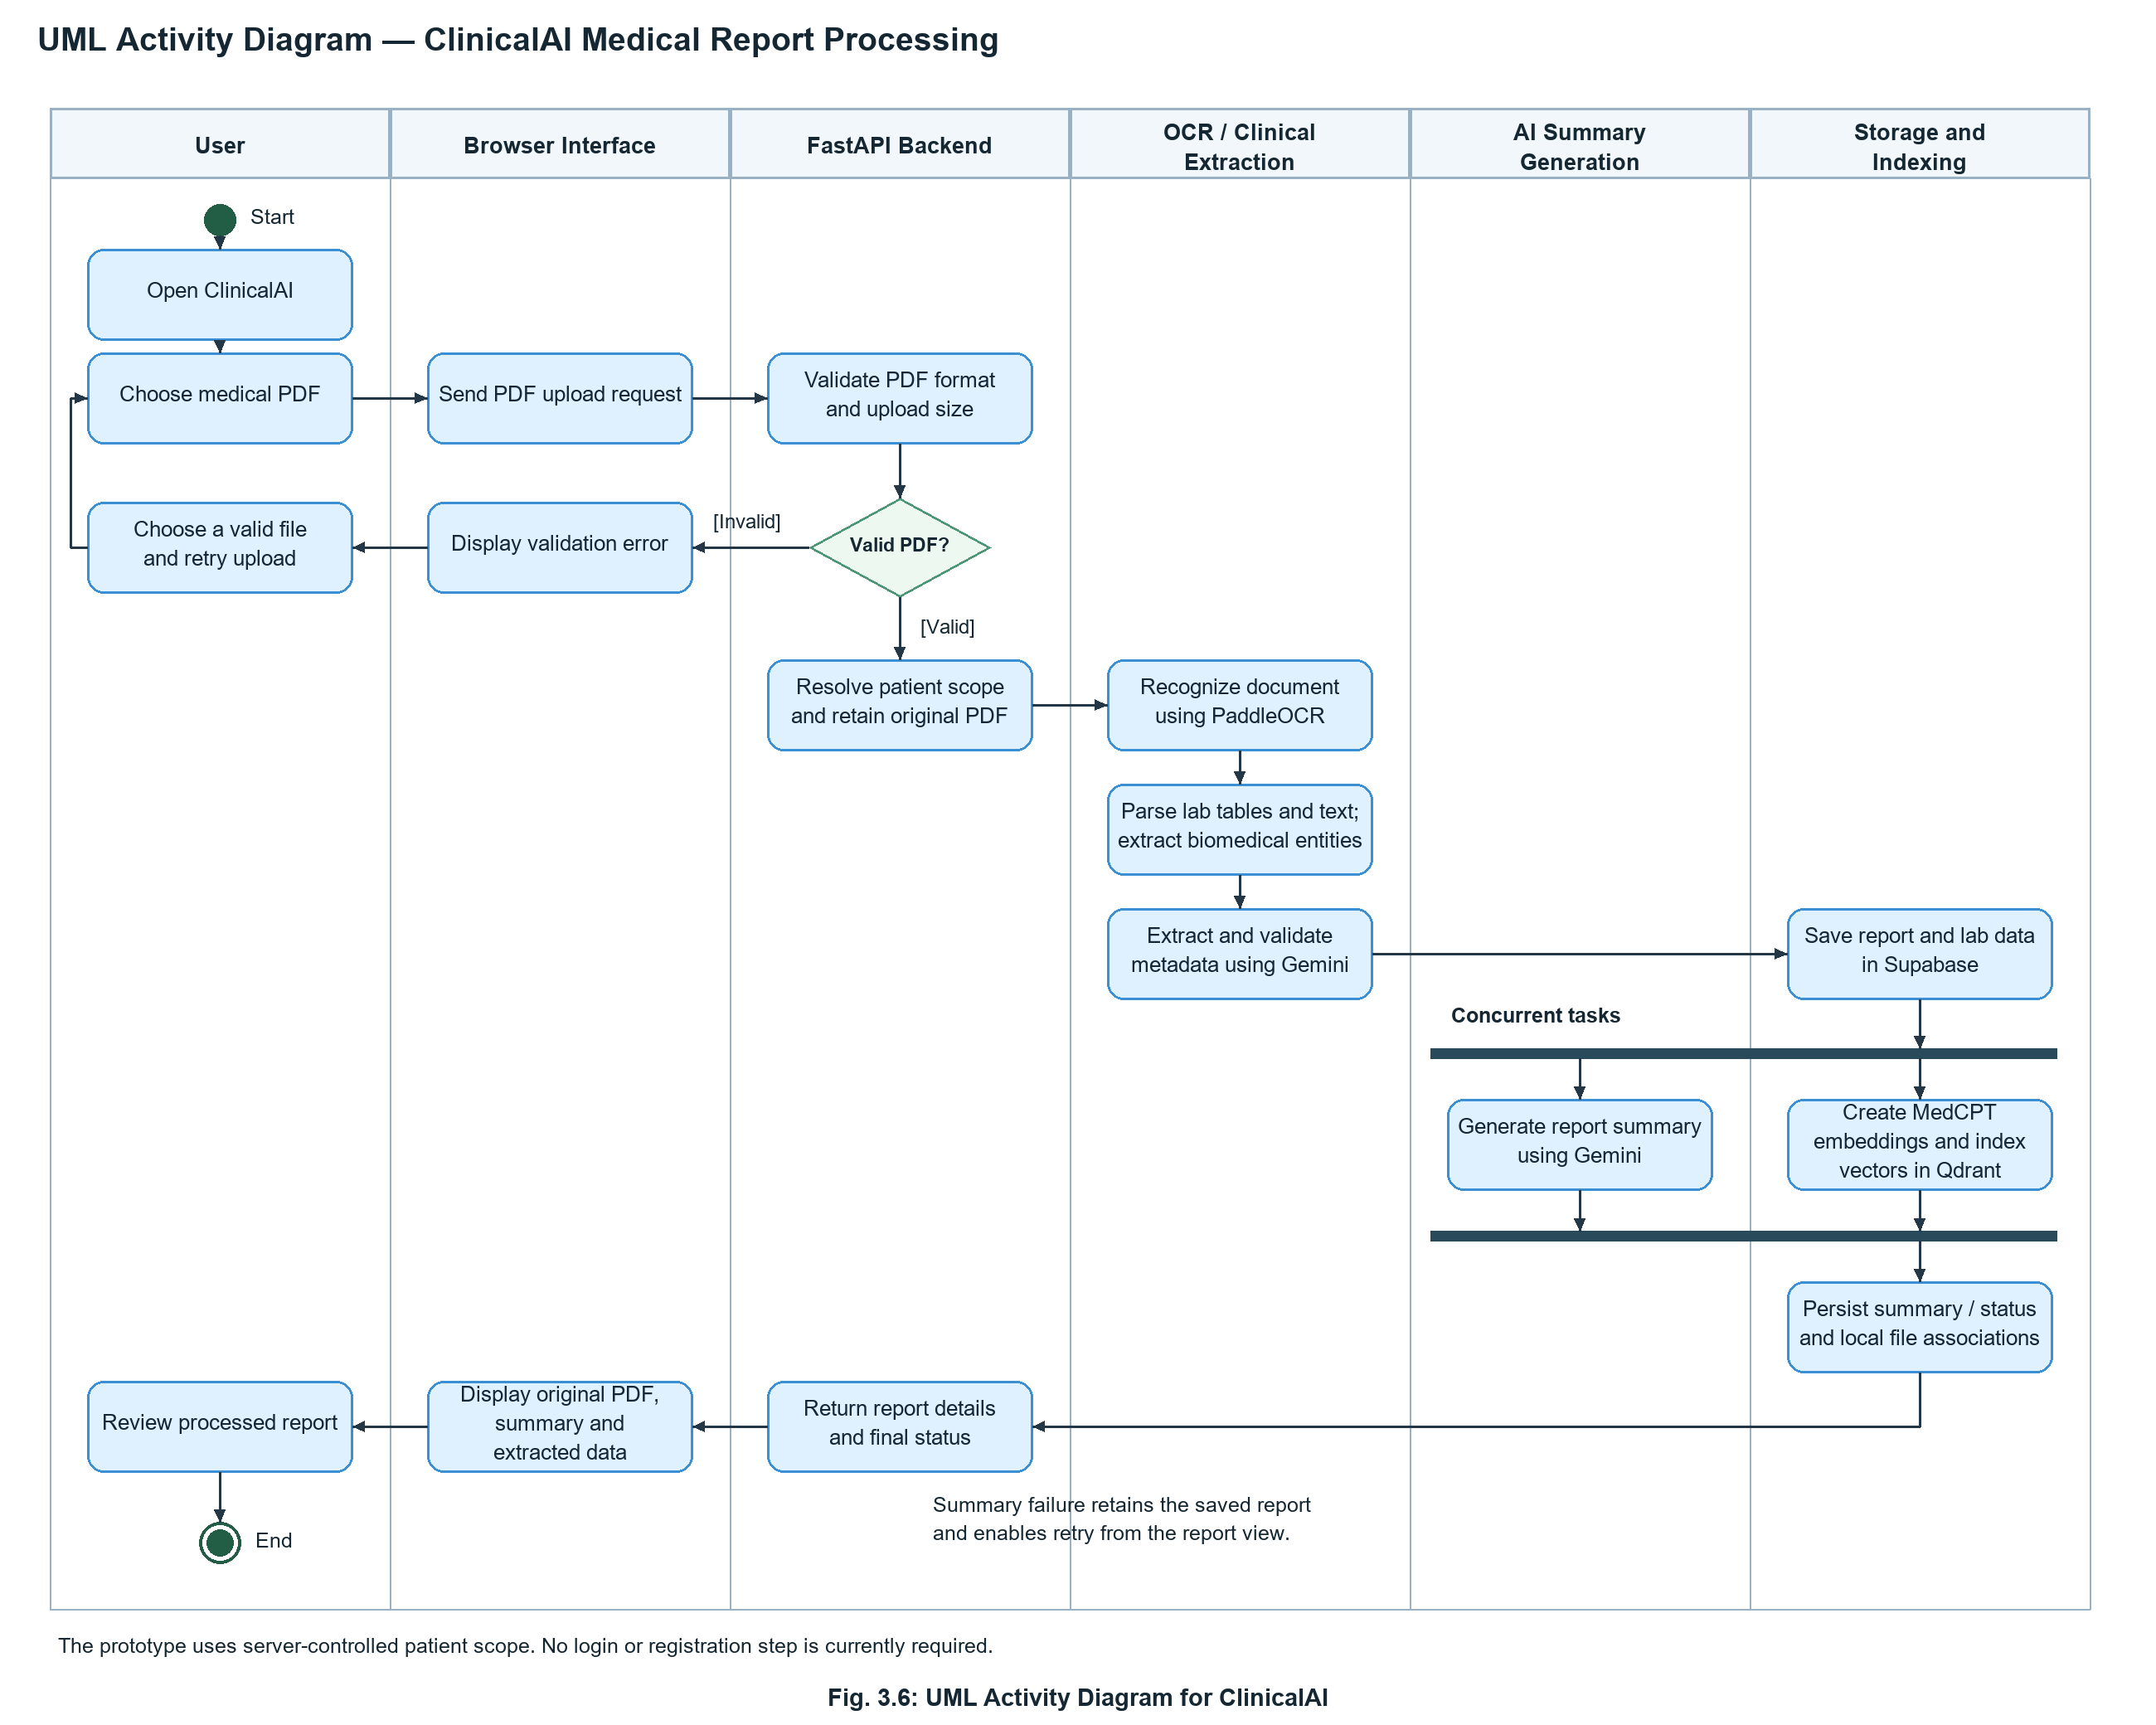 UML Activity Diagram — ClinicalAI Medical Report Processing
User
Browser Interface
FastAPI Backend
OCR / Clinical
Extraction
AI Summary
Generation
Storage and
Indexing
Start
Open ClinicalAI
Choose medical PDF
Send PDF upload request
Validate PDF format
and upload size
Choose a valid file
and retry upload
Display validation error
[Invalid]
Valid PDF?
[Valid]
Resolve patient scope
and retain original PDF
Recognize document
using PaddleOCR
Parse lab tables and text;
extract biomedical entities
Extract and validate
metadata using Gemini
Save report and lab data
in Supabase
Concurrent tasks
Generate report summary
using Gemini
Create MedCPT
embeddings and index
vectors in Qdrant
Persist summary / status
and local file associations
Review processed report
Display original PDF,
summary and
extracted data
Return report details
and final status
Summary failure retains the saved report
and enables retry from the report view.
End
The prototype uses server-controlled patient scope. No login or registration step is currently required.
Fig. 3.6: UML Activity Diagram for ClinicalAI